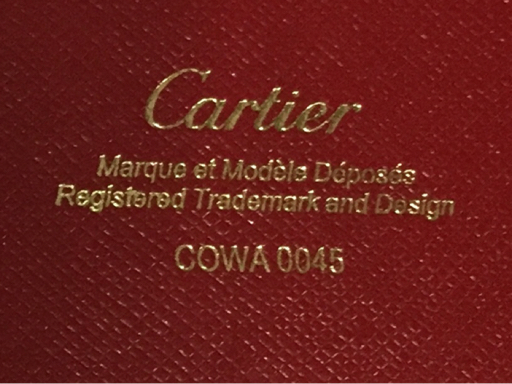 Cartier
Marque et Modèle Déposés
Registered Trademark and Design
COWA 0045